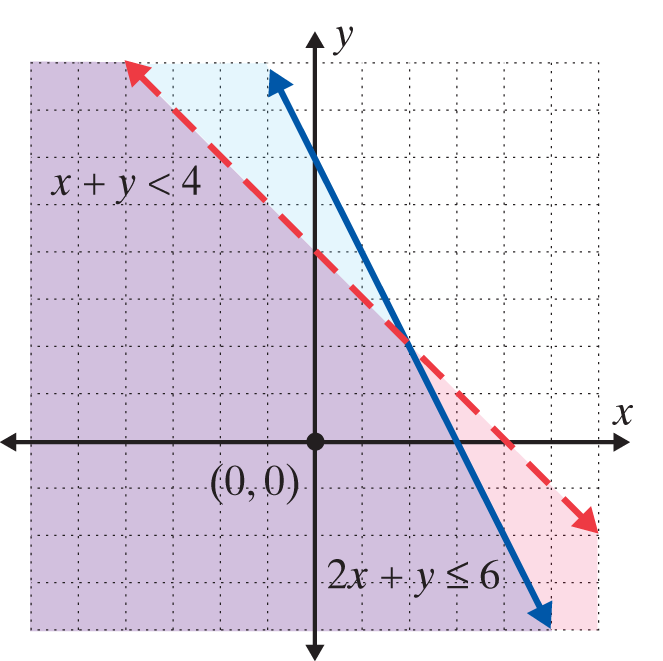 y
x + y < 4
x
(0, 0)
2x + y ≤ 6